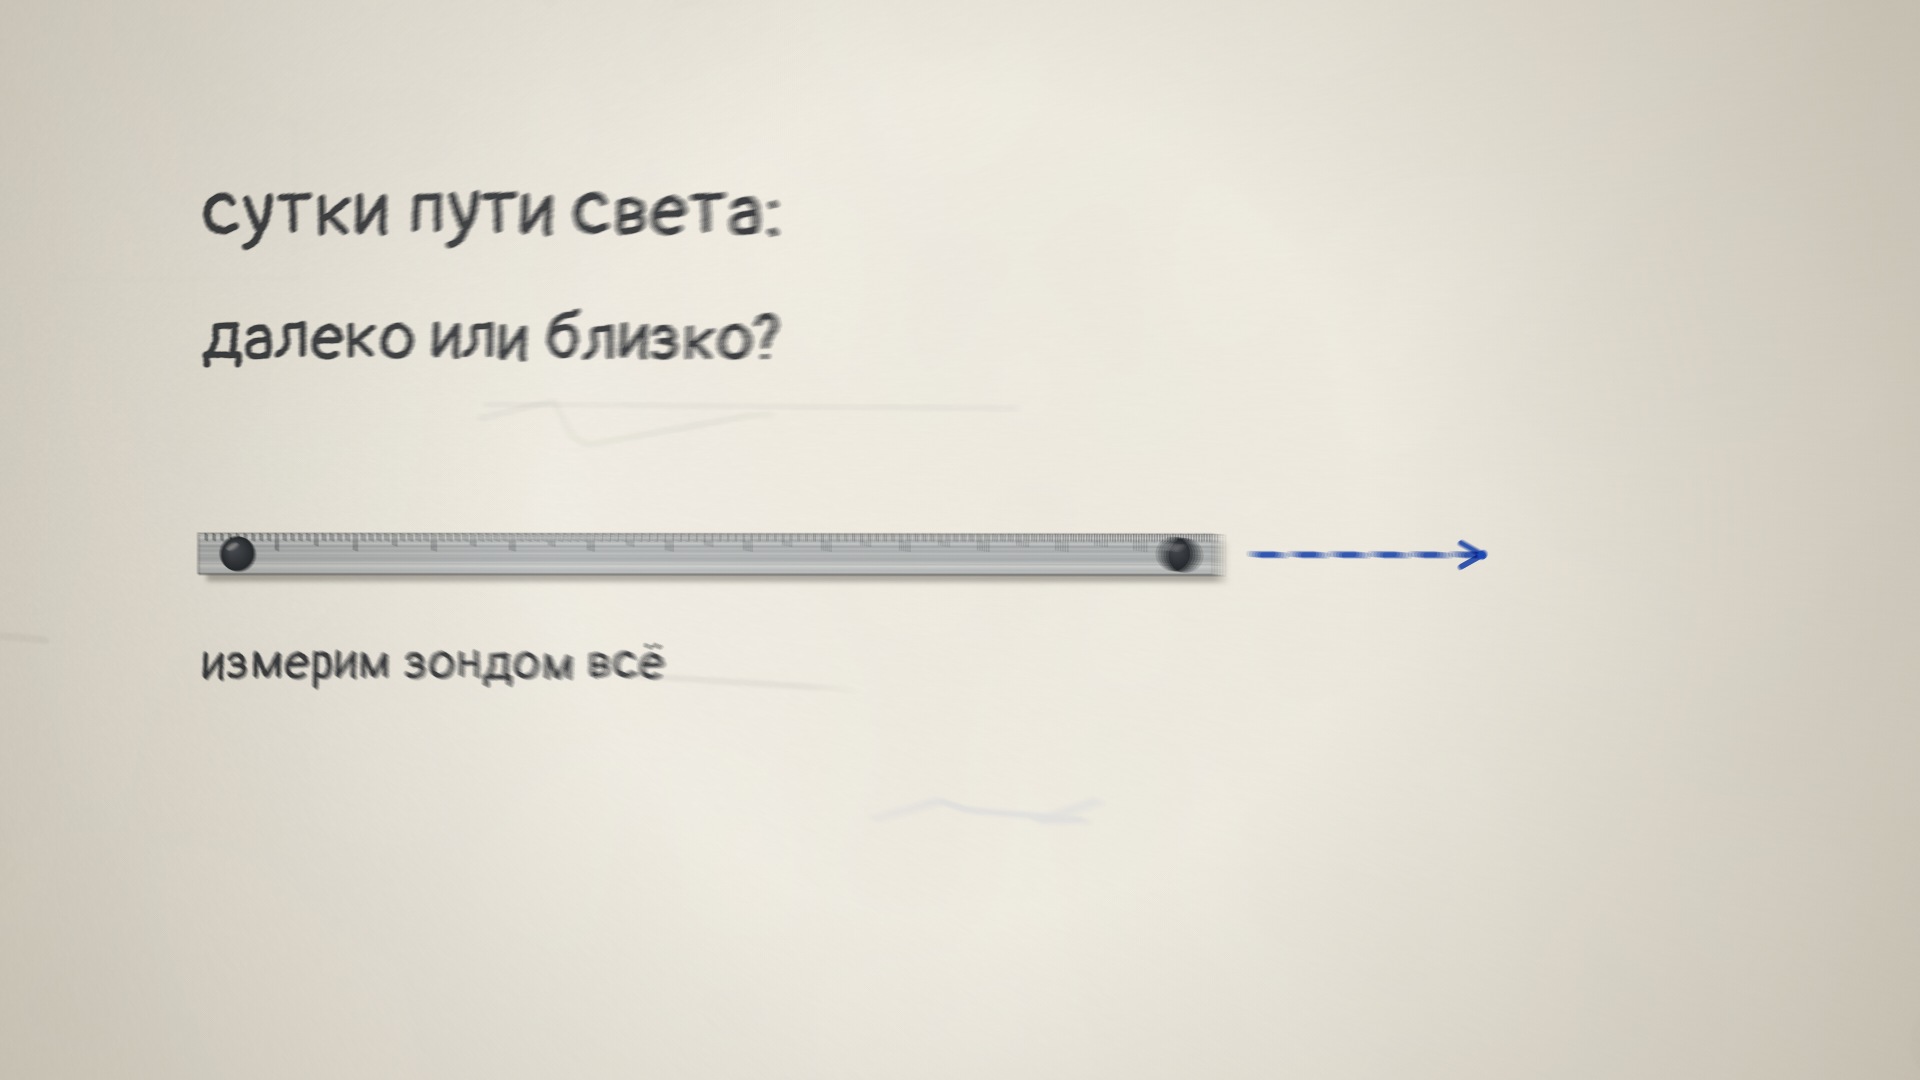 сутки пути света:
далеко или близко?
измерим зондом всё